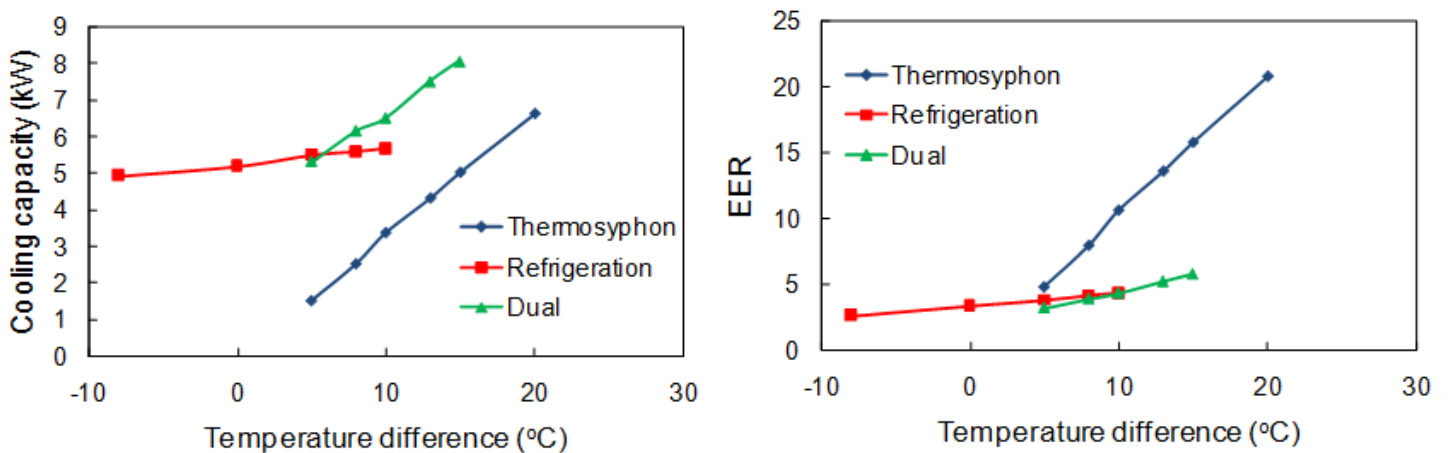 Cooling capacity (kW)
9
8
7
6
5
4
3
2
1
0
-10 0 10 20 30
Temperature difference (°C)
Thermosyphon
Refrigeration
Dual
EER
25
20
15
10
5
0
-10 0 10 20 30
Temperature difference (°C)
Thermosyphon
Refrigeration
Dual